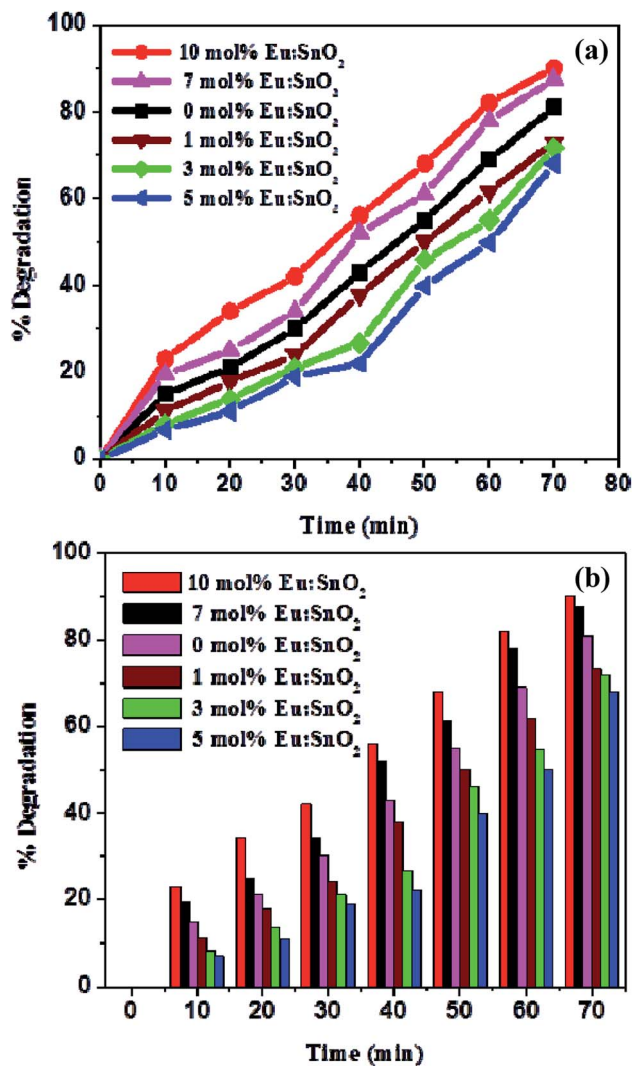 (a)
10 mol% Eu:SnO₂
7 mol% Eu:SnO₂
0 mol% Eu:SnO₂
1 mol% Eu:SnO₂
3 mol% Eu:SnO₂
5 mol% Eu:SnO₂
100
80
60
40
20
0
% Degradation
0 10 20 30 40 50 60 70 80
Time (min)
(b)
10 mol% Eu:SnO₂
7 mol% Eu:SnO₂
0 mol% Eu:SnO₂
1 mol% Eu:SnO₂
3 mol% Eu:SnO₂
5 mol% Eu:SnO₂
100
80
60
40
20
0
% Degradation
0 10 20 30 40 50 60 70
Time (min)